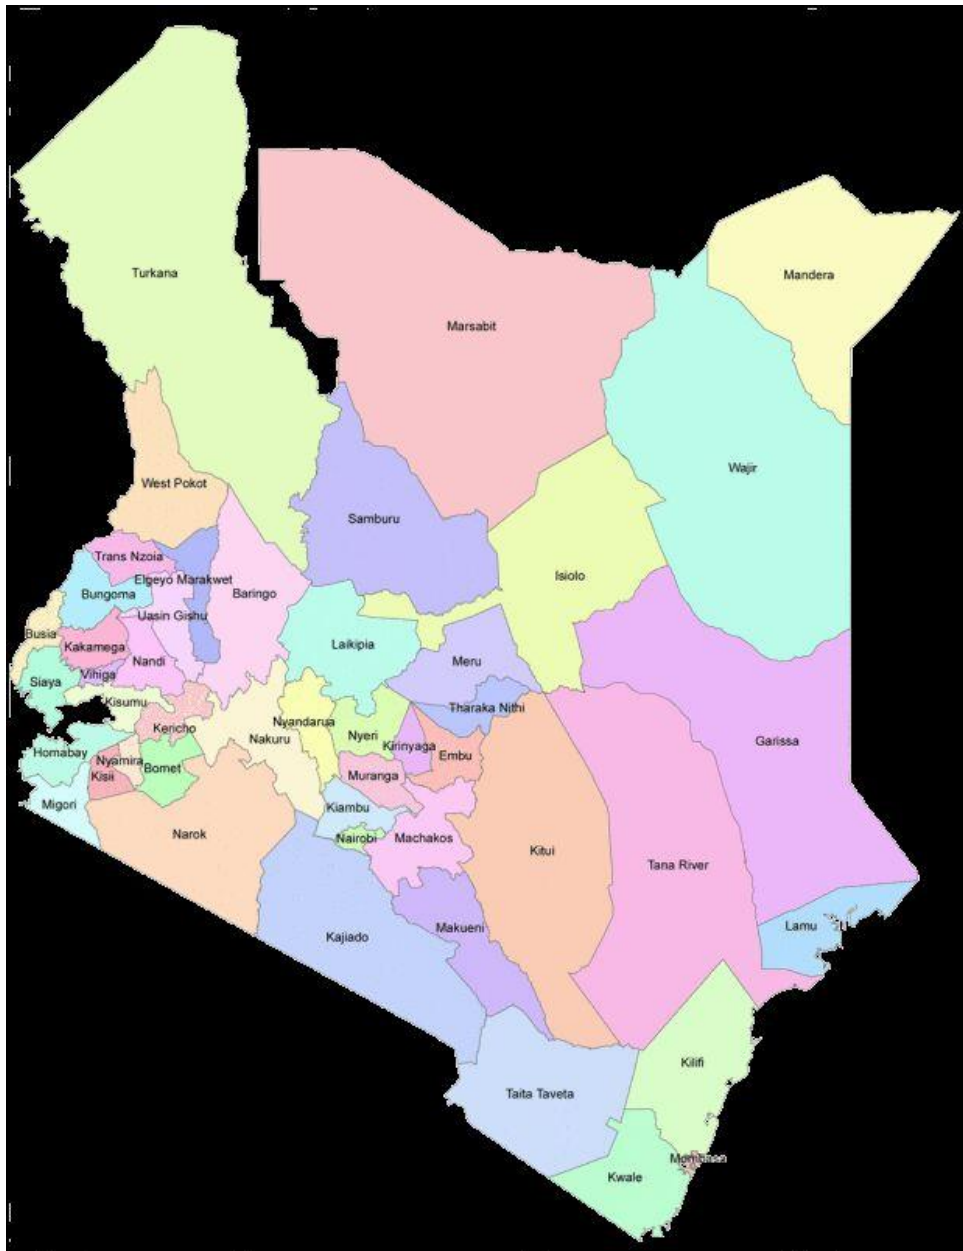 Turkana
Mandera
Marsabit
Wajir
West Pokot
Samburu
Trans Nzoia
Isiolo
Elgeyo Marakwet
Bungoma
Baringo
Uasin Gishu
Busia
Kakamega
Laikipia
Nandi
Meru
Vihiga
Siaya
Kisumu
Tharaka Nithi
Nyandarua
Kericho
Nyeri
Nakuru
Garissa
Kirinyaga
Homabay
Embu
Nyamira
Bomet
Kisii
Muranga
Migori
Kiambu
Narok
Nairobi
Machakos
Kitui
Tana River
Lamu
Makueni
Kajiado
Kilifi
Taita Taveta
Mombasa
Kwale